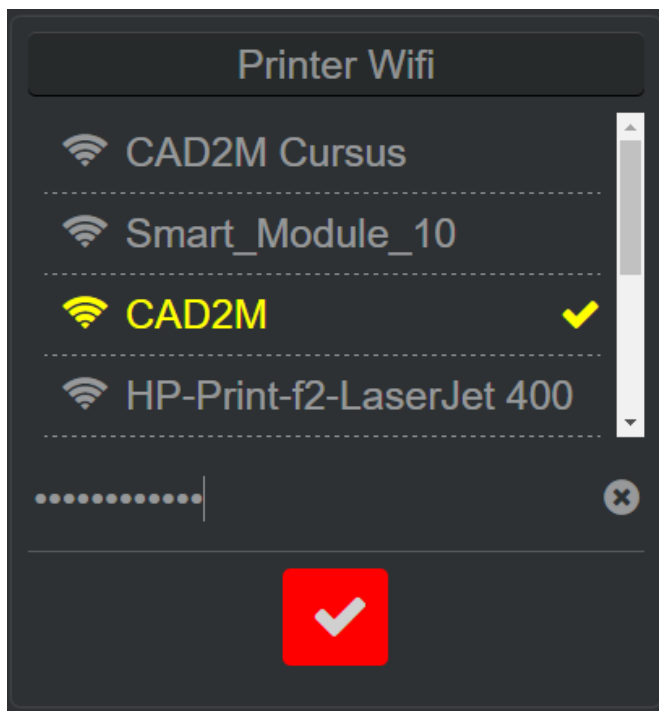 Printer Wifi
CAD2M Cursus
Smart_Module_10
CAD2M
HP-Print-f2-LaserJet 400
••••••••••••